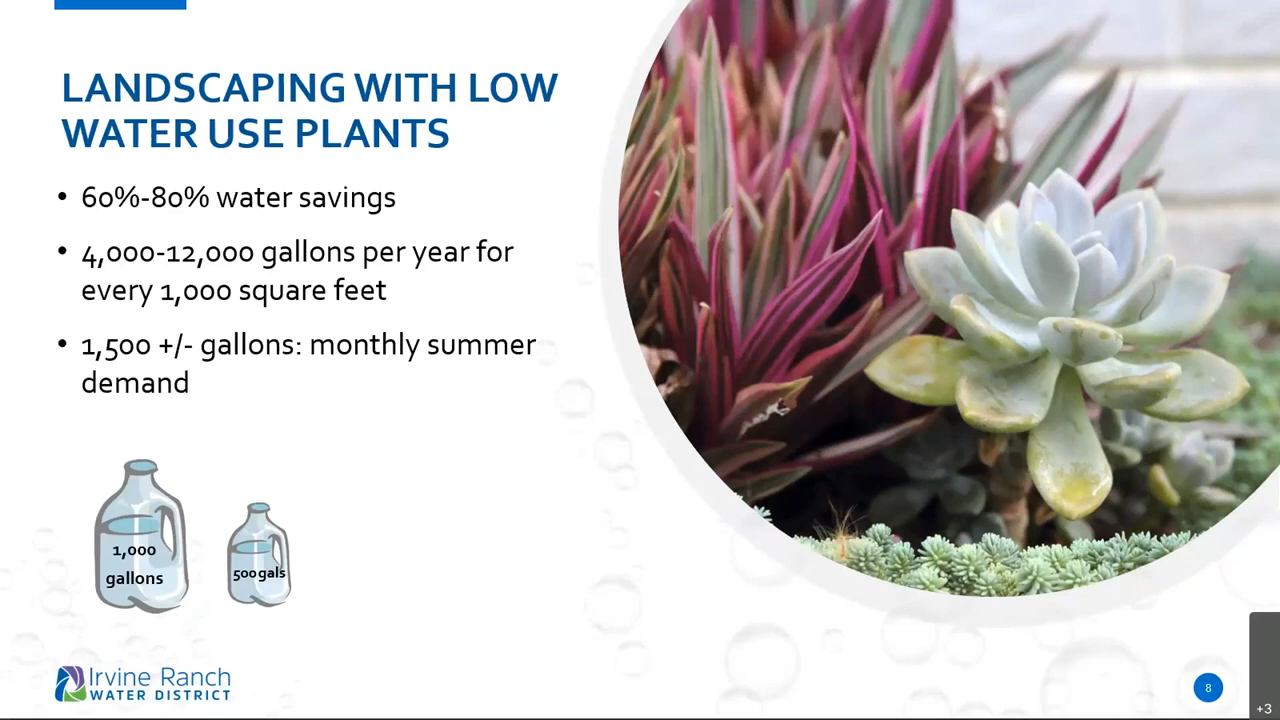 LANDSCAPING WITH LOW
WATER USE PLANTS
• 60%-80% water savings
• 4,000-12,000 gallons per year for
every 1,000 square feet
• 1,500 +/- gallons: monthly summer
demand
1,000
gallons
500gals
Irvine Ranch
WATER DISTRICT
8
+3